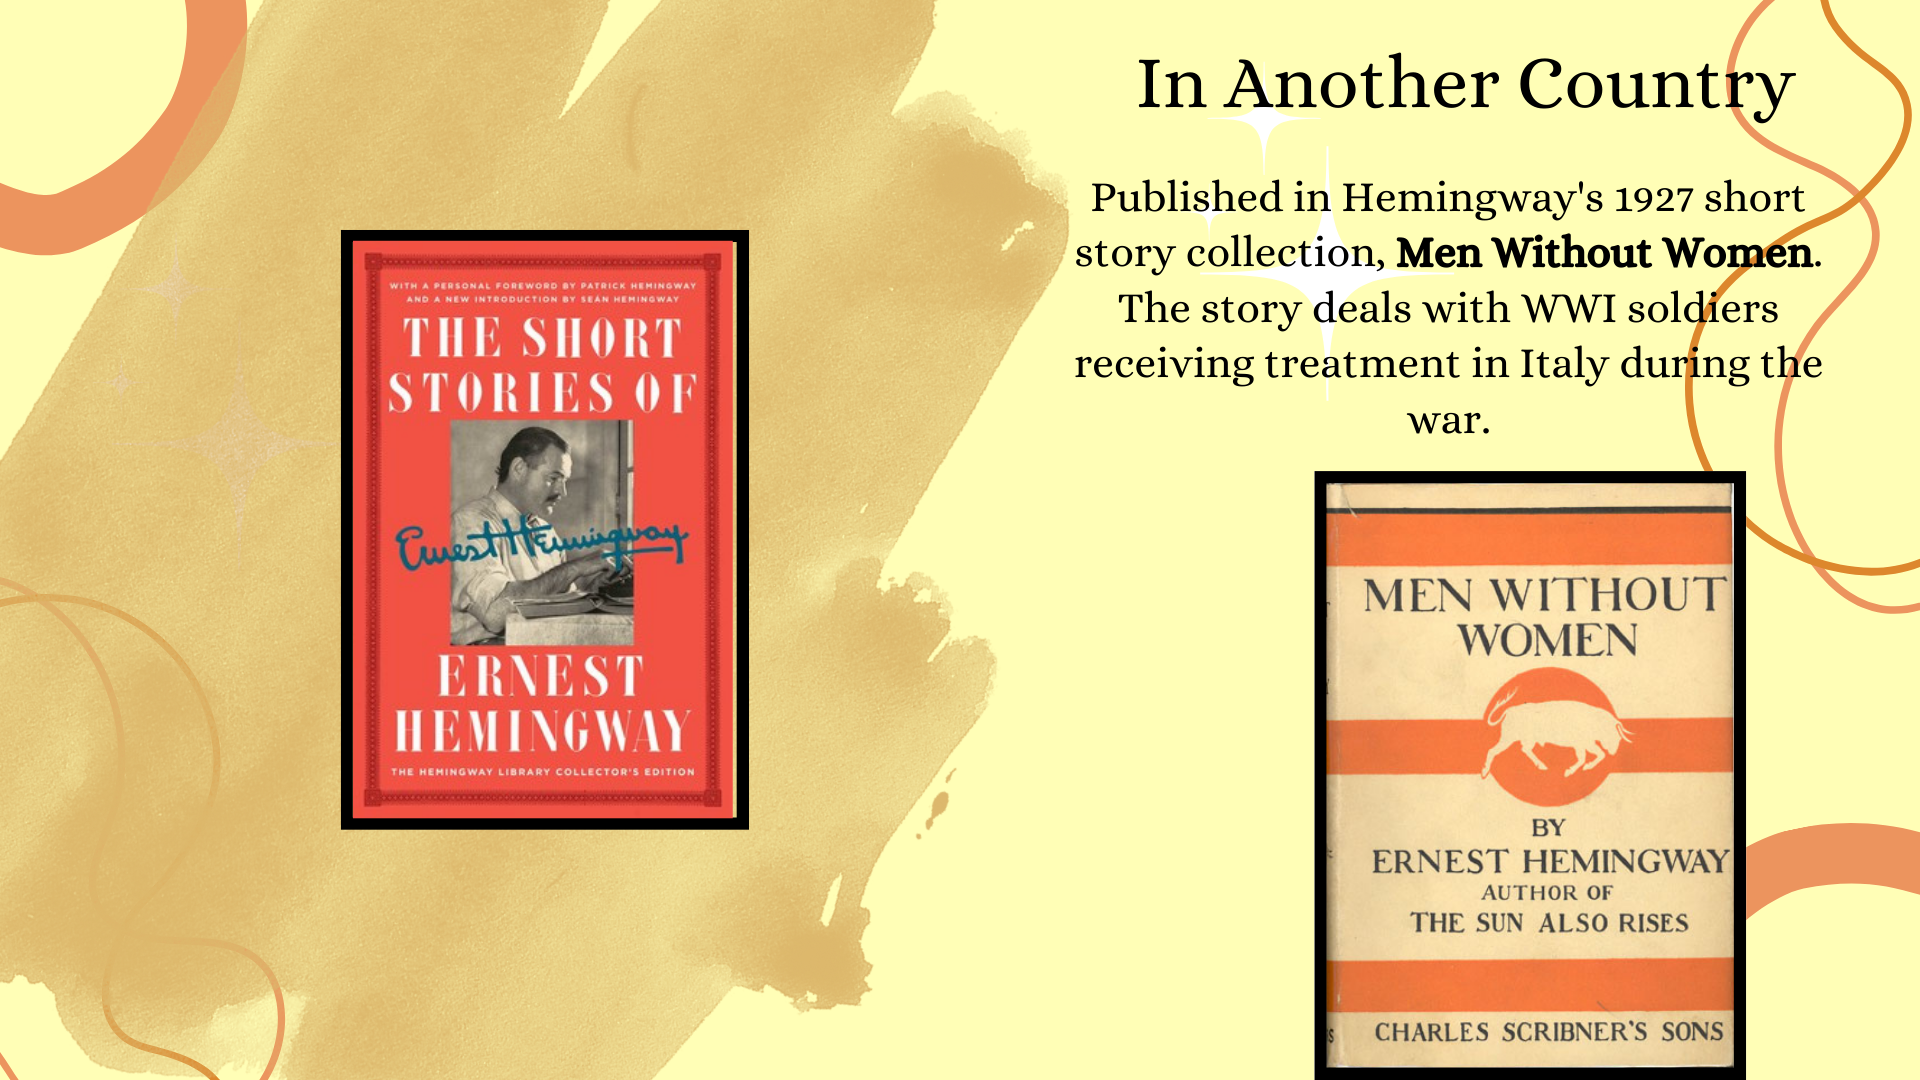 In Another Country
Published in Hemingway's 1927 short
story collection, Men Without Women.
The story deals with WWI soldiers
receiving treatment in Italy during the
war.
WITH A PERSONAL FOREWORD BY PATRICK HEMINGWAY
AND A NEW INTRODUCTION BY SEÁN HEMINGWAY
THE SHORT
STORIES OF
Ernest Hemingway
ERNEST
HEMINGWAY
THE HEMINGWAY LIBRARY COLLECTOR'S EDITION
MEN WITHOUT
WOMEN
BY
ERNEST HEMINGWAY
AUTHOR OF
THE SUN ALSO RISES
CHARLES SCRIBNER'S SONS